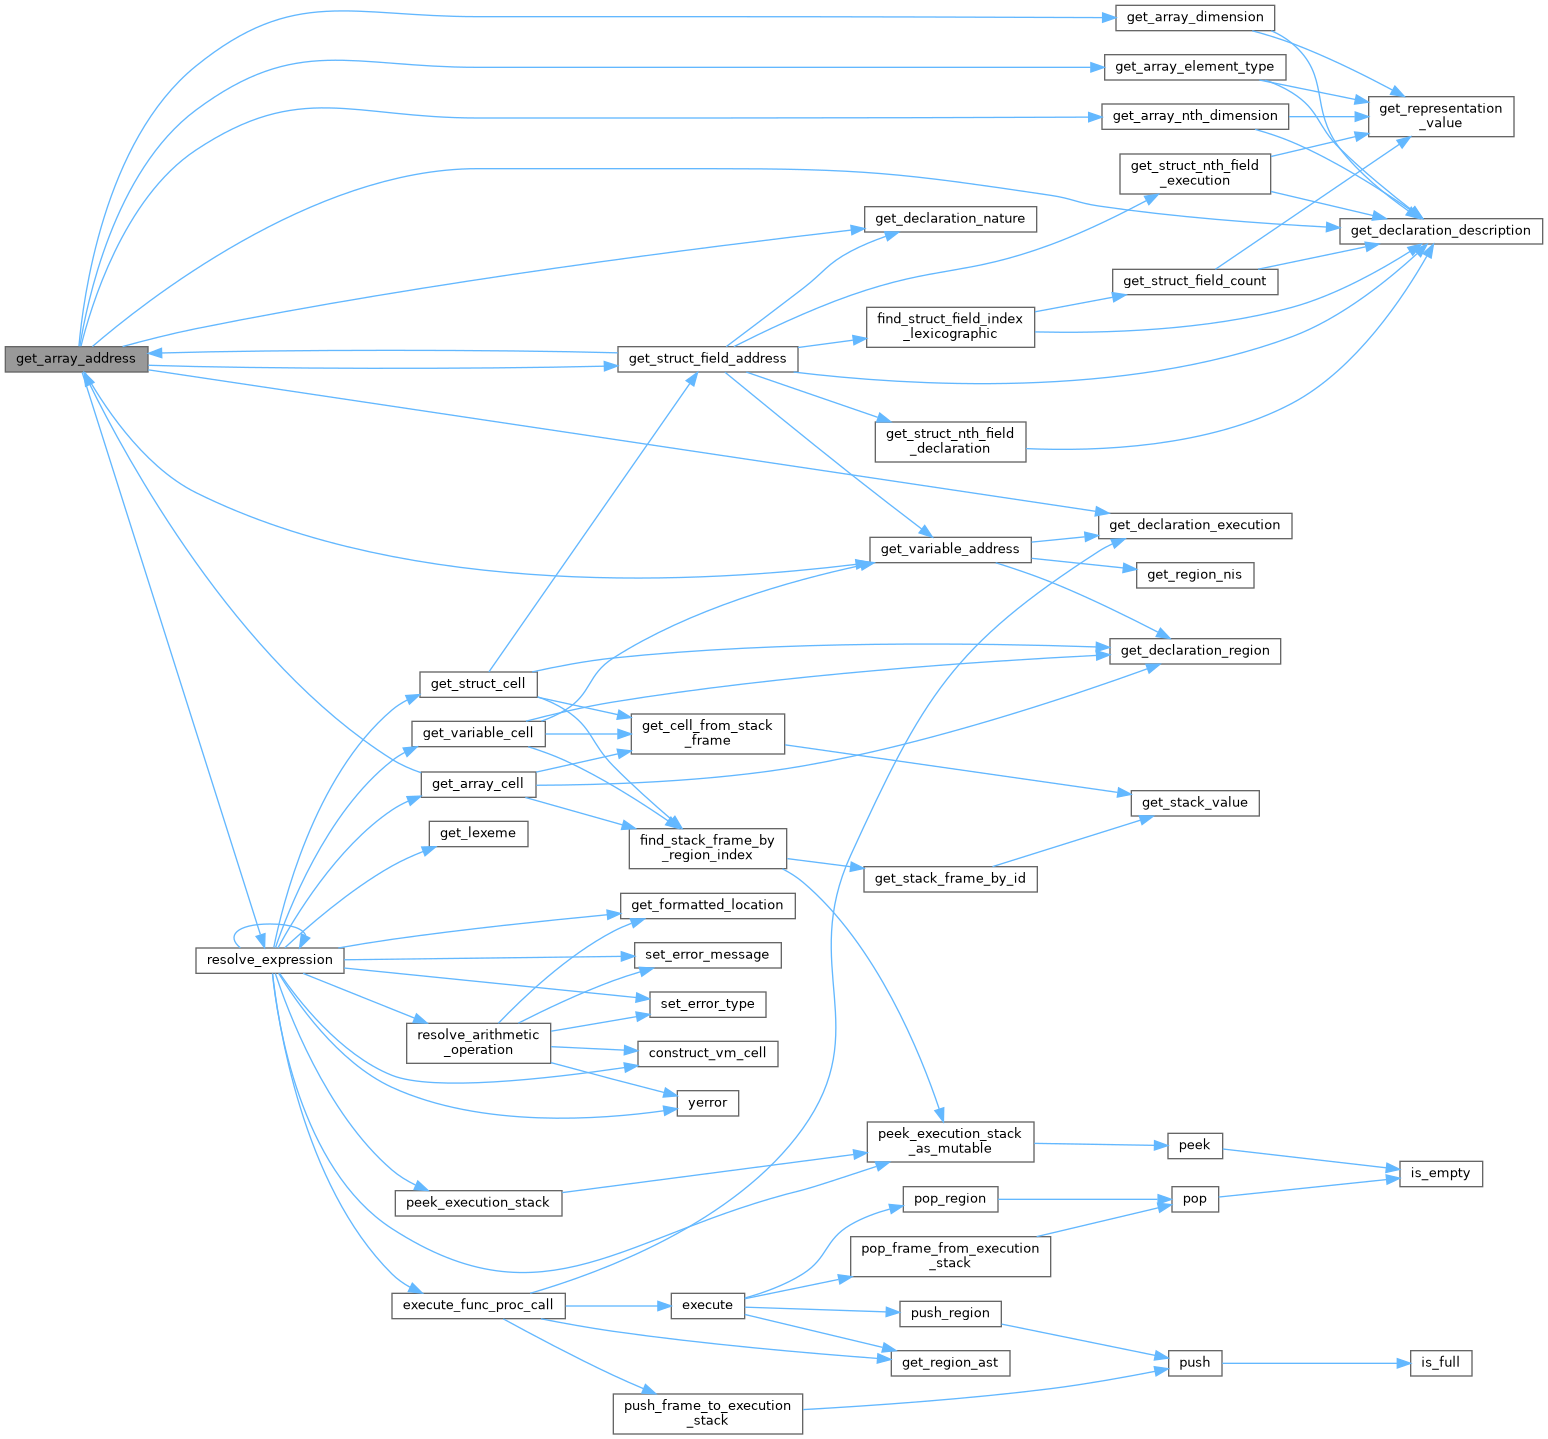 get_array_dimension
get_array_element_type
get_representation
_value
get_array_nth_dimension
get_struct_nth_field
_execution
get_declaration_nature
get_declaration_description
get_struct_field_count
find_struct_field_index
_lexicographic
get_array_address
get_struct_field_address
get_struct_nth_field
_declaration
get_declaration_execution
get_variable_address
get_region_nis
get_declaration_region
get_struct_cell
get_variable_cell
get_cell_from_stack
_frame
get_array_cell
get_stack_value
get_lexeme
find_stack_frame_by
_region_index
get_stack_frame_by_id
get_formatted_location
resolve_expression
set_error_message
set_error_type
resolve_arithmetic
_operation
construct_vm_cell
yerror
peek_execution_stack
_as_mutable
peek
is_empty
peek_execution_stack
pop_region
pop
pop_frame_from_execution
_stack
execute_func_proc_call
execute
push_region
get_region_ast
push
is_full
push_frame_to_execution
_stack